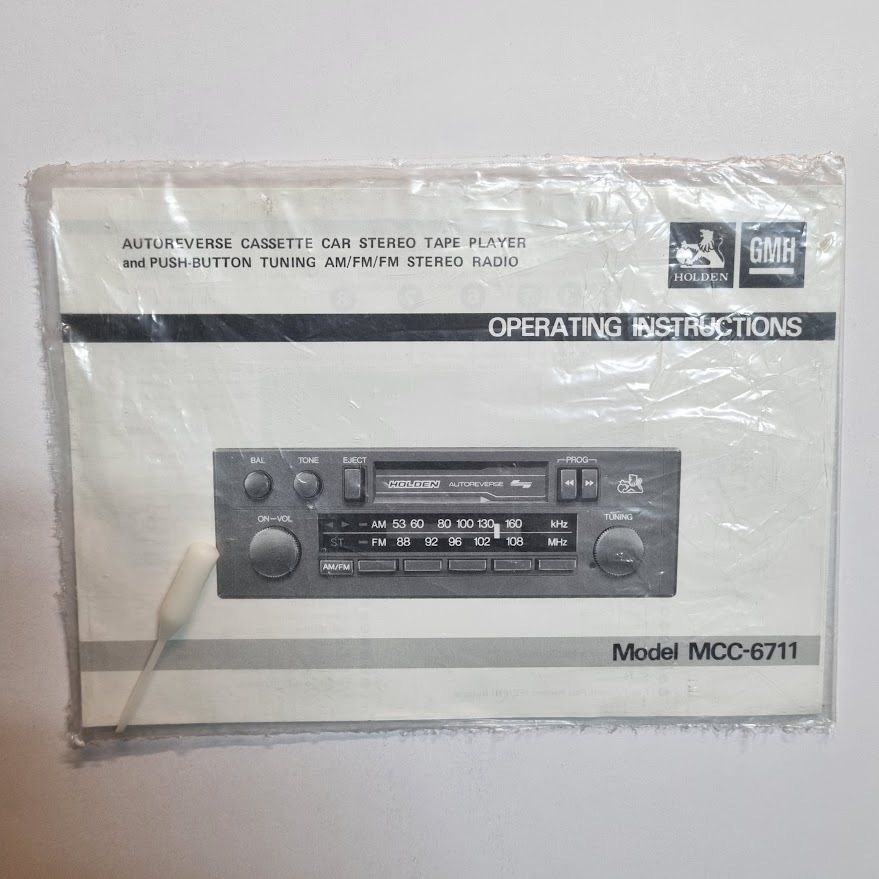 AUTOREVERSE CASSETTE CAR STEREO TAPE PLAYER
and PUSH-BUTTON TUNING AM/FM/FM STEREO RADIO
HOLDEN
GMH
OPERATING INSTRUCTIONS
BAL TONE EJECT PROG
HOLDEN AUTOREVERSE
ON-VOL TUNING
AM 53 60 80 100 130 160 kHz
ST FM 88 92 96 102 108 MHz
AM/FM
Model MCC-6711